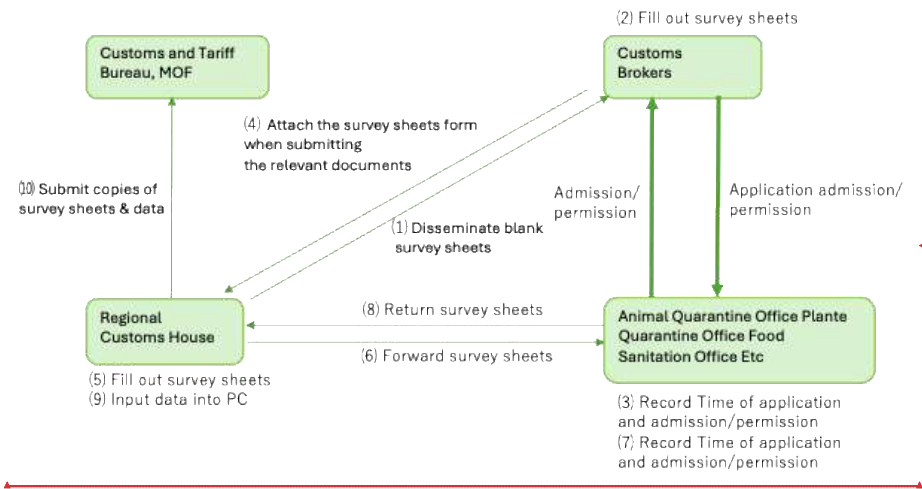 (2) Fill out survey sheets
Customs and Tariff
Bureau, MOF
Customs
Brokers
(4) Attach the survey sheets form
when submitting
the relevant documents
(10) Submit copies of
survey sheets & data
Admission/
permission
Application admission/
permission
(1) Disseminate blank
survey sheets
Regional
Customs House
(8) Return survey sheets
(6) Forward survey sheets
Animal Quarantine Office Plante
Quarantine Office Food
Sanitation Office Etc
(5) Fill out survey sheets
(9) Input data into PC
(3) Record Time of application
and admission/permission
(7) Record Time of application
and admission/permission